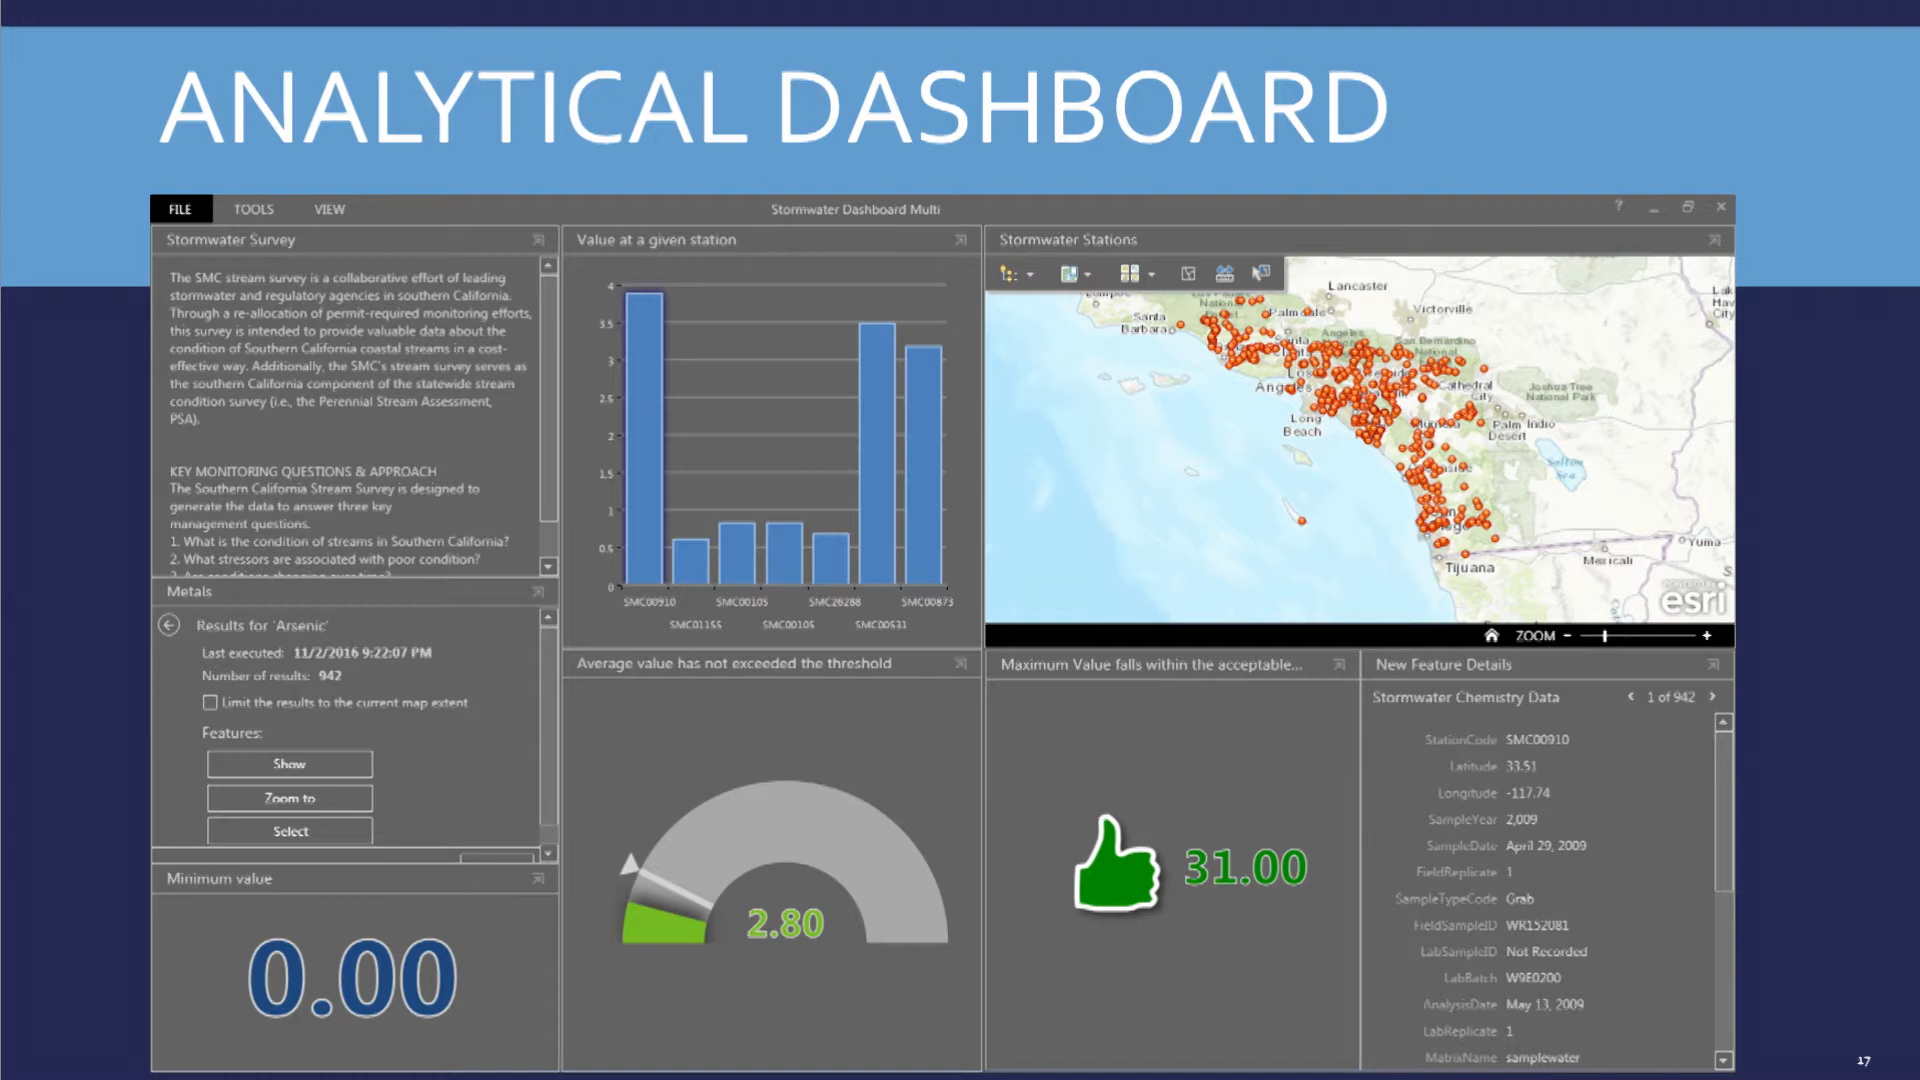 ANALYTICAL DASHBOARD
FILE TOOLS VIEW Stormwater Dashboard Multi
Stormwater Survey
The SMC stream survey is a collaborative effort of leading
stormwater and regulatory agencies in southern California.
Through a re-allocation of permit-required monitoring efforts,
this survey is intended to provide valuable data about the
condition of Southern California coastal streams in a cost-
effective way. Additionally, the SMC's stream survey serves as
the southern California component of the statewide stream
condition survey (i.e., the Perennial Stream Assessment,
PSA).
KEY MONITORING QUESTIONS & APPROACH
The Southern California Stream Survey is designed to
generate the data to answer three key
management questions.
1. What is the condition of streams in Southern California?
2. What stressors are associated with poor condition?
Metals
Results for 'Arsenic'
Last executed: 11/2/2016 9:22:07 PM
Number of results: 942
Limit the results to the current map extent
Features:
Show
Zoom to
Select
Minimum value
0.00
Value at a given station
4
3.5
3
2.5
2
1.5
1
0.5
0
SMC00910 SMC00105 SMC26288 SMC00873
SMC01155 SMC00105 SMC00531
Average value has not exceeded the threshold
2.80
Stormwater Stations
Lancaster
Victorville
Palmdale
Santa
Barbara
San Bernardino
National
Los
Angeles
Cathedral
City
Joshua Tree
National Park
Long
Beach
Palm
Desert
Indio
Salton
Sea
Yuma
Mexicali
Tijuana
esri
ZOOM - +
Maximum Value falls within the acceptable...
31.00
New Feature Details
Stormwater Chemistry Data < 1 of 942 >
StationCode SMC00910
Latitude 33.51
Longitude -117.74
SampleYear 2,009
SampleDate April 29, 2009
FieldReplicate 1
SampleTypeCode Grab
FieldSampleID WR152081
LabSampleID Not Recorded
LabBatch W9E0200
AnalysisDate May 13, 2009
LabReplicate 1
MatrixName samplewater
17